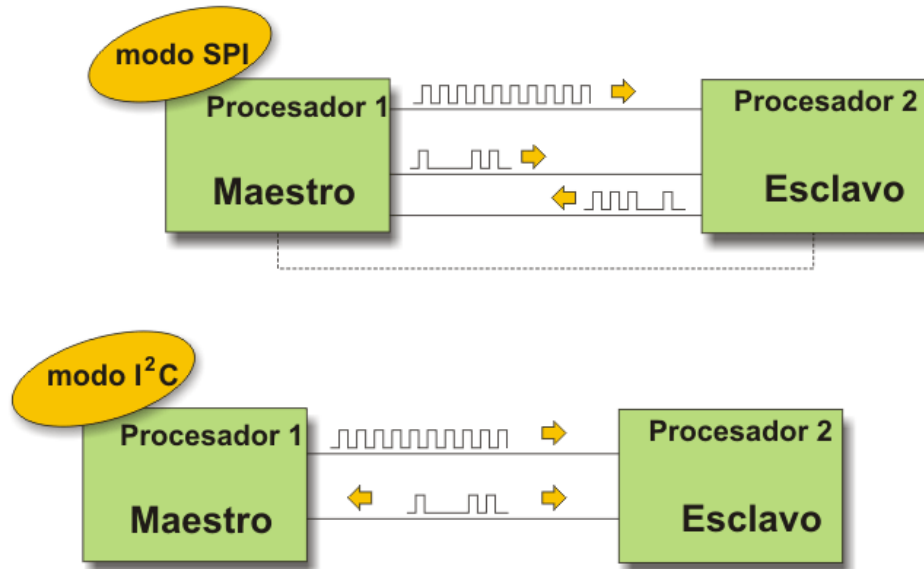 modo SPI
Procesador 1
Maestro
Procesador 2
Esclavo
modo I²C
Procesador 1
Maestro
Procesador 2
Esclavo